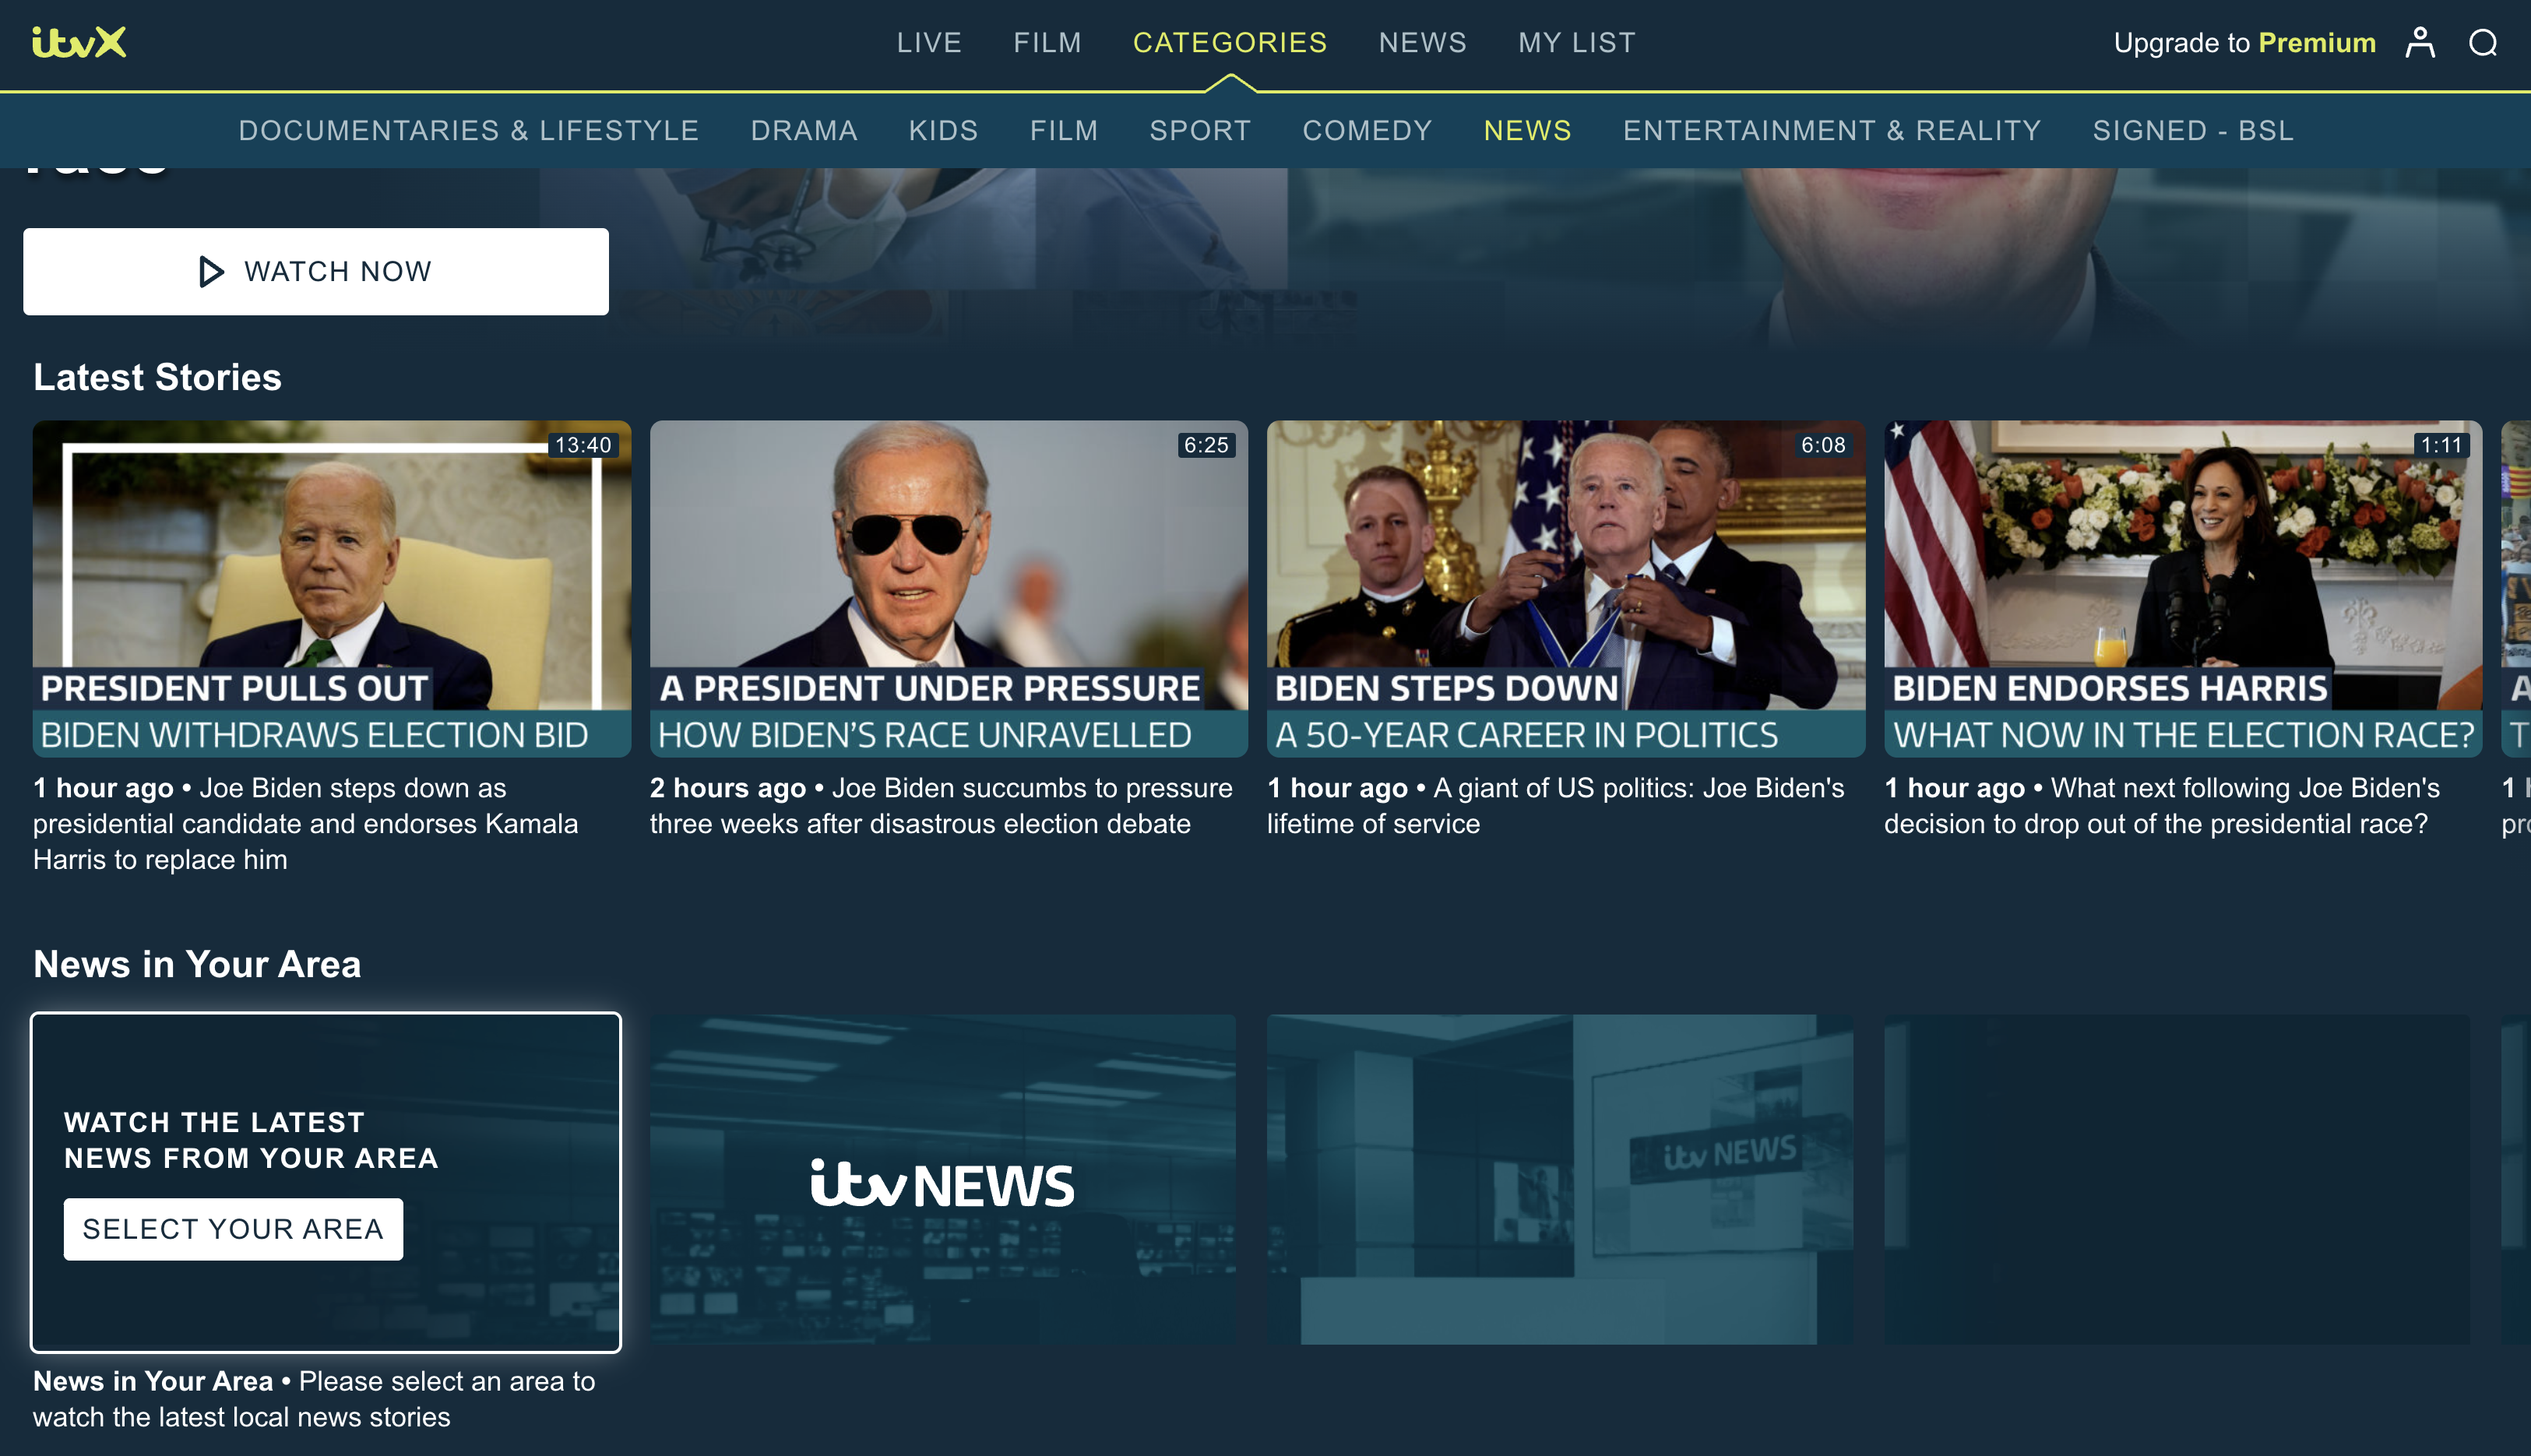 itvX
LIVE
FILM
CATEGORIES
NEWS
MY LIST
Upgrade to Premium
DOCUMENTARIES & LIFESTYLE
DRAMA
KIDS
FILM
SPORT
COMEDY
NEWS
ENTERTAINMENT & REALITY
SIGNED - BSL
WATCH NOW
Latest Stories
13:40
PRESIDENT PULLS OUT
BIDEN WITHDRAWS ELECTION BID
1 hour ago • Joe Biden steps down as
presidential candidate and endorses Kamala
Harris to replace him
6:25
A PRESIDENT UNDER PRESSURE
HOW BIDEN'S RACE UNRAVELLED
2 hours ago • Joe Biden succumbs to pressure
three weeks after disastrous election debate
6:08
BIDEN STEPS DOWN
A 50-YEAR CAREER IN POLITICS
1 hour ago • A giant of US politics: Joe Biden's
lifetime of service
1:11
BIDEN ENDORSES HARRIS
WHAT NOW IN THE ELECTION RACE?
1 hour ago • What next following Joe Biden's
decision to drop out of the presidential race?
News in Your Area
WATCH THE LATEST
NEWS FROM YOUR AREA
SELECT YOUR AREA
itv NEWS
itv NEWS
News in Your Area • Please select an area to
watch the latest local news stories